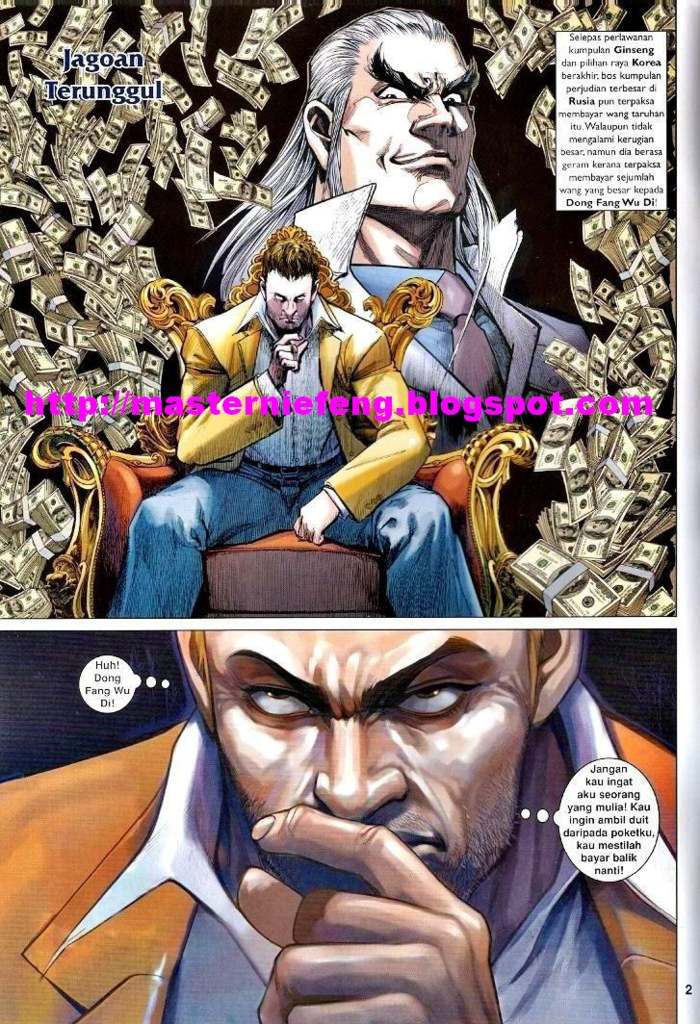 Jagoan
Terunggul
Selepas perlawanan
kumpulan Ginseng
dan pilihan raya Korea
berakhir, bos kumpulan
perjudian terbesar di
Rusia pun terpaksa
membayar wang taruhan
itu. Walaupun tidak
mengalami kerugian
besar, namun dia berasa
geram kerana terpaksa
membayar sejumlah
wang yang besar kepada
Dong Fang Wu Di!
http://masterniefeng.blogspot.com
Huh!
Dong
Fang Wu
Di!
Jangan
kau ingat
aku seorang
yang mulia! Kau
ingin ambil duit
daripada poketku,
kau mestilah
bayar balik
nanti!
2